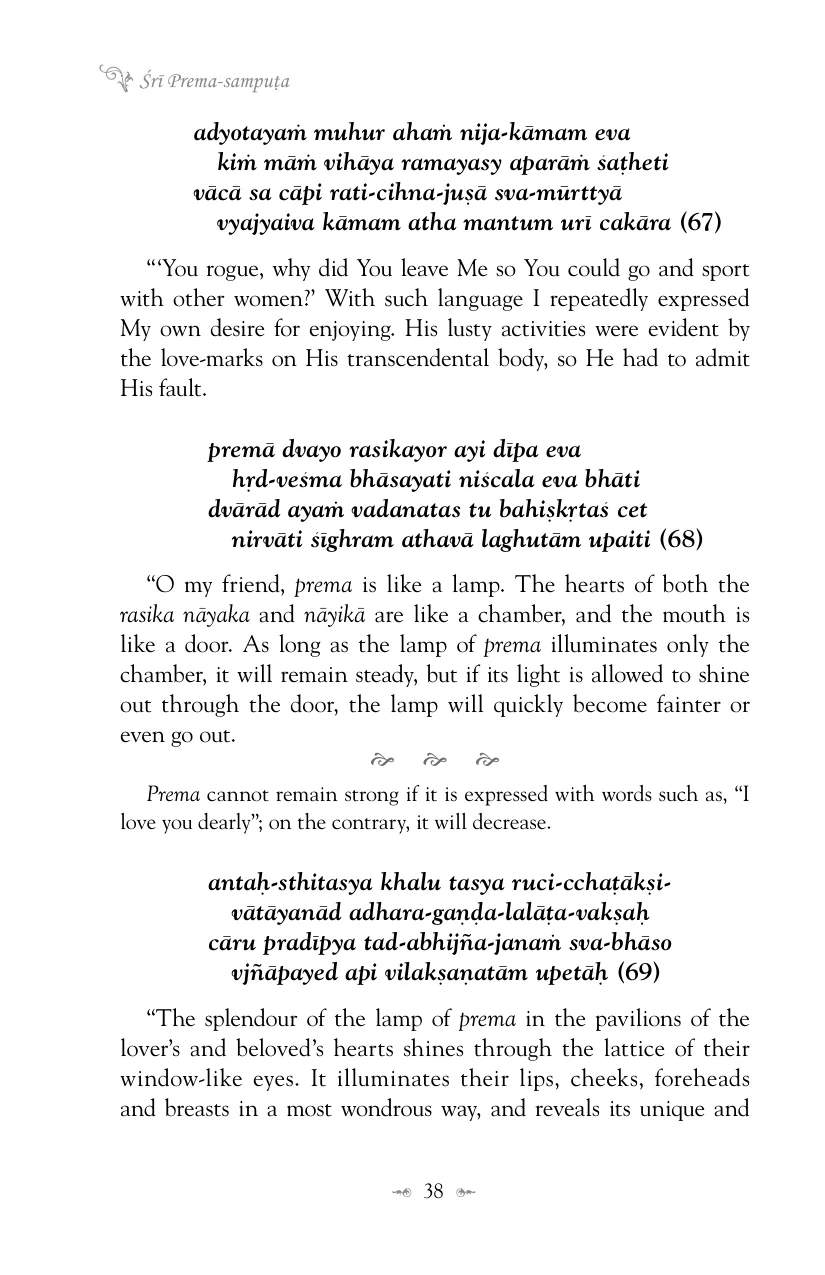 Śrī Prema-sampuṭa
adyotayaṁ muhur ahaṁ nija-kāmam eva
kiṁ māṁ vihāya ramayasy aparāṁ śaṭheti
vācā sa cāpi rati-cihna-juṣā sva-mūrttyā
vyajyaiva kāmam atha mantum urī cakāra (67)
“‘You rogue, why did You leave Me so You could go and sport
with other women?’ With such language I repeatedly expressed
My own desire for enjoying. His lusty activities were evident by
the love-marks on His transcendental body, so He had to admit
His fault.
premā dvayo rasikayor ayi dīpa eva
hṛd-veśma bhāsayati niścala eva bhāti
dvārād ayaṁ vadanatas tu bahiṣkṛtaś cet
nirvāti śīghram athavā laghutām upaiti (68)
“O my friend, prema is like a lamp. The hearts of both the
rasika nāyaka and nāyikā are like a chamber, and the mouth is
like a door. As long as the lamp of prema illuminates only the
chamber, it will remain steady, but if its light is allowed to shine
out through the door, the lamp will quickly become fainter or
even go out.
Prema cannot remain strong if it is expressed with words such as, “I
love you dearly”; on the contrary, it will decrease.
antaḥ-sthitasya khalu tasya ruci-cchaṭākṣi-
vātāyanād adhara-gaṇḍa-lalāṭa-vakṣaḥ
cāru pradīpya tad-abhijña-janaṁ sva-bhāso
vjñāpayed api vilakṣaṇatām upetāḥ (69)
“The splendour of the lamp of prema in the pavilions of the
lover’s and beloved’s hearts shines through the lattice of their
window-like eyes. It illuminates their lips, cheeks, foreheads
and breasts in a most wondrous way, and reveals its unique and
38